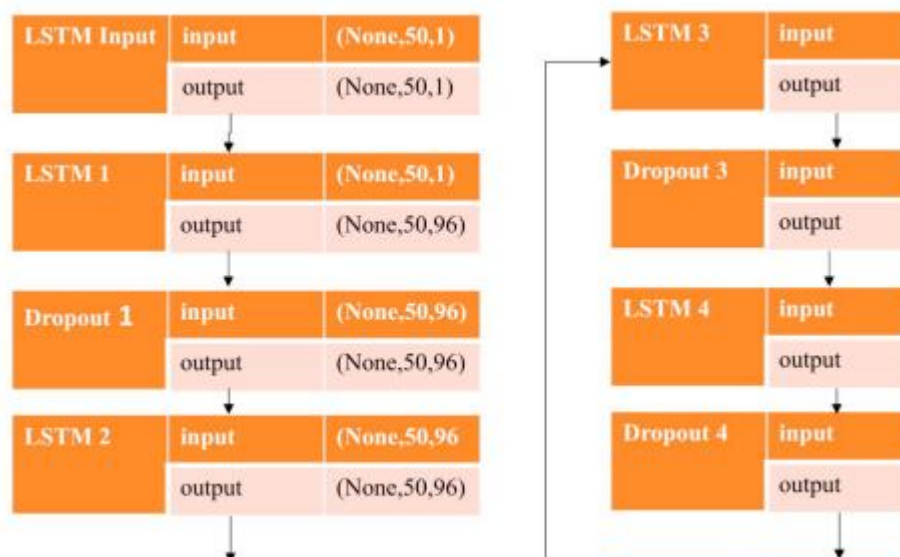 LSTM Input input (None,50,1)
output (None,50,1)
LSTM 1 input (None,50,1)
output (None,50,96)
Dropout 1 input (None,50,96)
output (None,50,96)
LSTM 2 input (None,50,96
output (None,50,96)
LSTM 3 input
output
Dropout 3 input
output
LSTM 4 input
output
Dropout 4 input
output